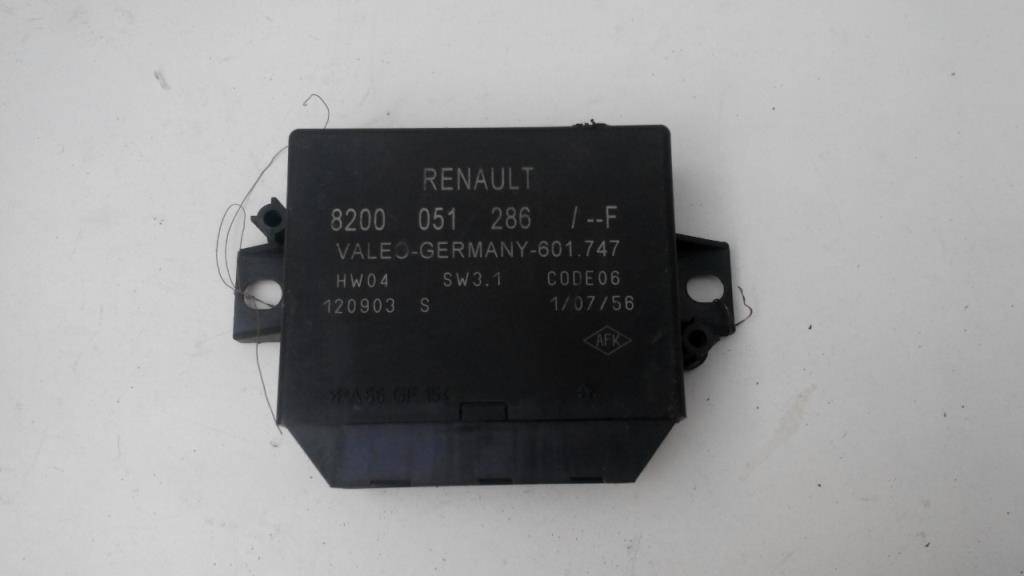 RENAULT
8200 051 286 /--F
VALEO-GERMANY-601.747
HW04 SW3.1 CODE06
120903 S 1/07/56
AFK